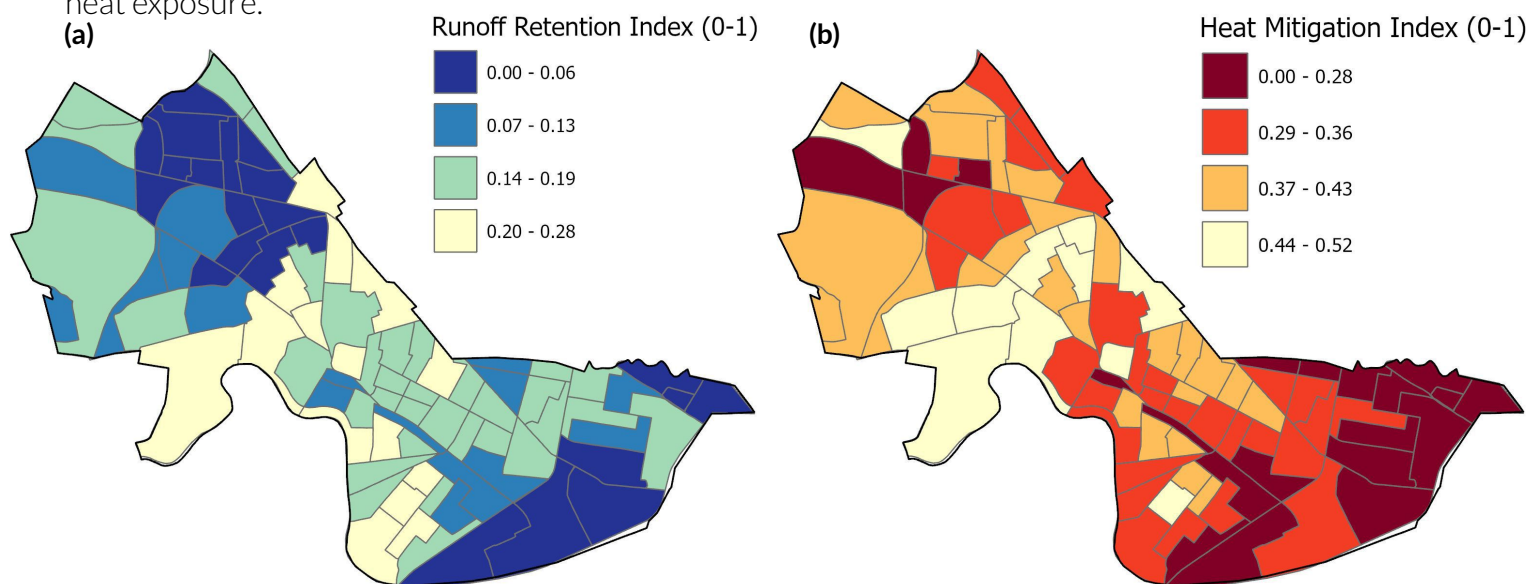 heat exposure.
(a)
Runoff Retention Index (0-1)
0.00 - 0.06
0.07 - 0.13
0.14 - 0.19
0.20 - 0.28
(b)
Heat Mitigation Index (0-1)
0.00 - 0.28
0.29 - 0.36
0.37 - 0.43
0.44 - 0.52